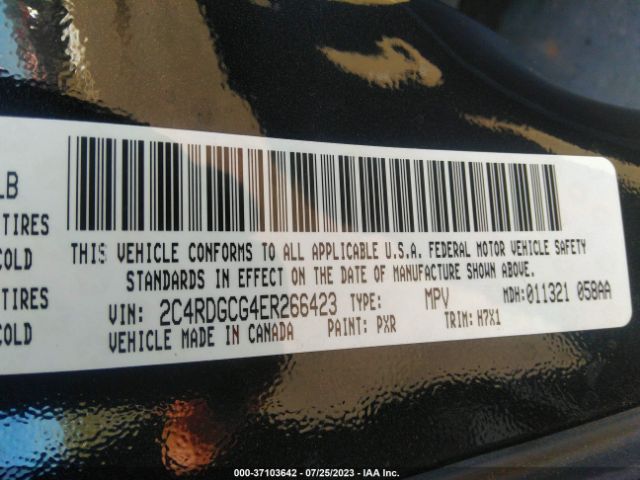 LB
TIRES
COLD
TIRES
COLD
THIS VEHICLE CONFORMS TO ALL APPLICABLE U.S.A. FEDERAL MOTOR VEHICLE SAFETY
STANDARDS IN EFFECT ON THE DATE OF MANUFACTURE SHOWN ABOVE.
VIN: 2C4RDGCG4ER266423 TYPE: MPV MDH:011321 058AA
VEHICLE MADE IN CANADA PAINT: PXR TRIM: H7X1
000-37103642 / 07/25/2023 - IAA Inc.